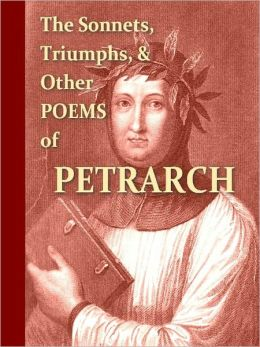 The Sonnets,
Triumphs, &
Other
POEMS
of
PETRARCH